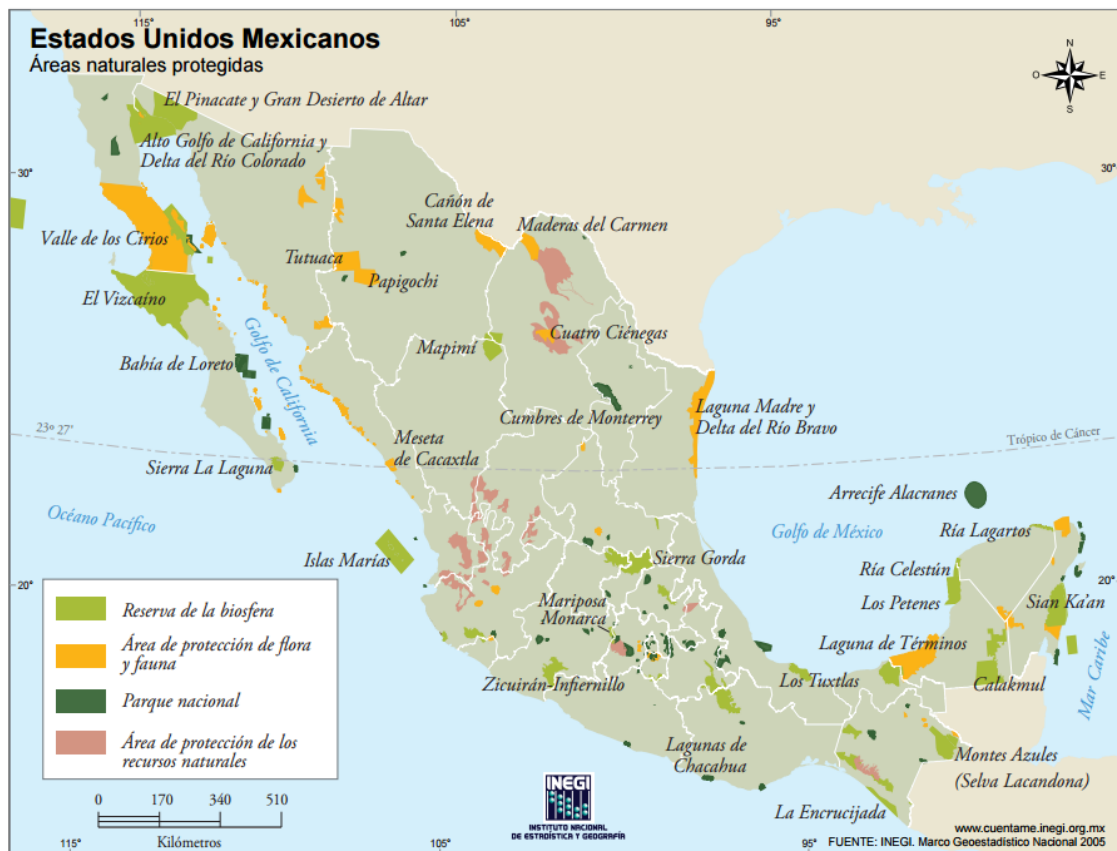 115°
105°
95°
Estados Unidos Mexicanos
Áreas naturales protegidas
N
O
E
S
El Pinacate y Gran Desierto de Altar
Alto Golfo de California y
Delta del Río Colorado
30°
30°
Cañón de
Santa Elena
Maderas del Carmen
Valle de los Cirios
Tutuaca
Papigochi
El Vizcaíno
Golfo de California
Cuatro Ciénegas
Mapimí
Bahía de Loreto
Cumbres de Monterrey
Laguna Madre y
Delta del Río Bravo
23º 27'
Trópico de Cáncer
Meseta
de Cacaxtla
Sierra La Laguna
Arrecife Alacranes
Océano Pacífico
Golfo de México
Ría Lagartos
Islas Marías
Sierra Gorda
Ría Celestún
20°
20°
Los Petenes
Sian Ka'an
Mariposa
Monarca
Laguna de Términos
Mar Caribe
Zicuirán-Infiernillo
Los Tuxtlas
Calakmul
Lagunas de
Chacahua
Montes Azules
(Selva Lacandona)
La Encrucijada
Reserva de la biosfera
Área de protección de flora
y fauna
Parque nacional
Área de protección de los
recursos naturales
0
170
340
510
Kilómetros
INEGI
INSTITUTO NACIONAL
DE ESTADÍSTICA Y GEOGRAFÍA
www.cuentame.inegi.org.mx
FUENTE: INEGI. Marco Geoestadístico Nacional 2005
115°
105°
95°